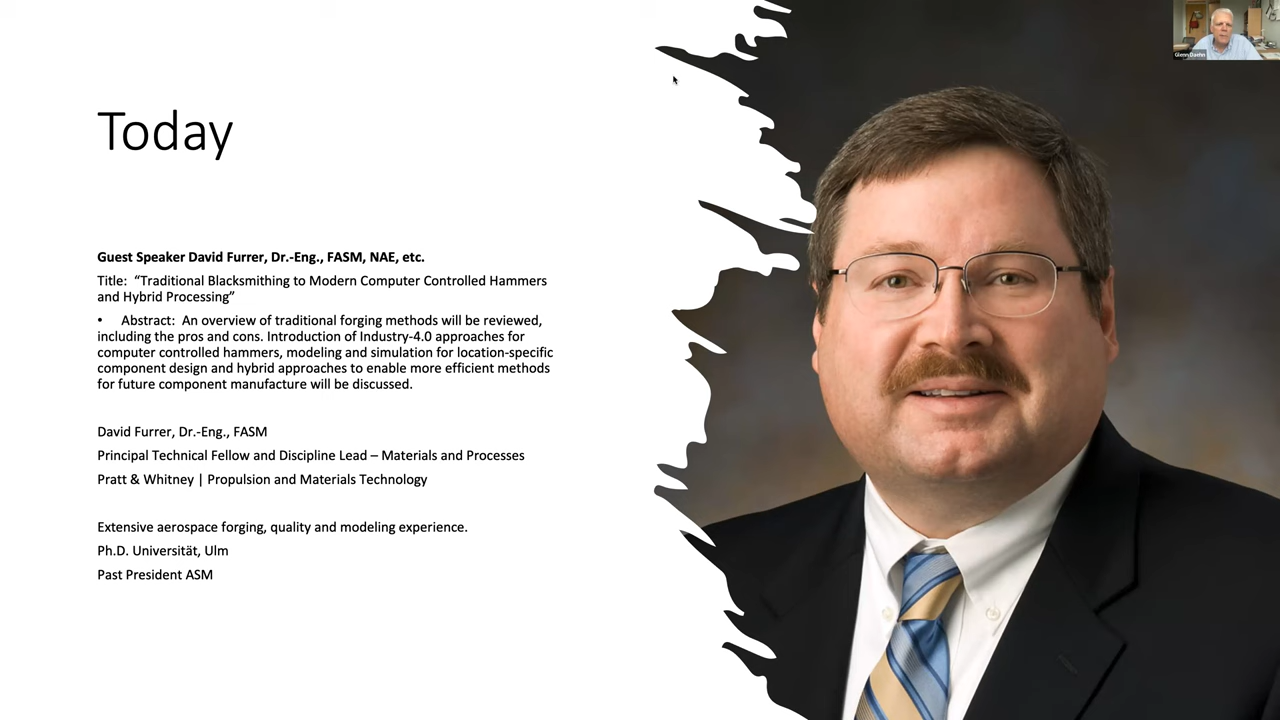 Today
Guest Speaker David Furrer, Dr.-Eng., FASM, NAE, etc.
Title: “Traditional Blacksmithing to Modern Computer Controlled Hammers
and Hybrid Processing”
• Abstract: An overview of traditional forging methods will be reviewed,
including the pros and cons. Introduction of Industry-4.0 approaches for
computer controlled hammers, modeling and simulation for location-specific
component design and hybrid approaches to enable more efficient methods
for future component manufacture will be discussed.
David Furrer, Dr.-Eng., FASM
Principal Technical Fellow and Discipline Lead – Materials and Processes
Pratt & Whitney | Propulsion and Materials Technology
Extensive aerospace forging, quality and modeling experience.
Ph.D. Universität, Ulm
Past President ASM
Glenn Daehn